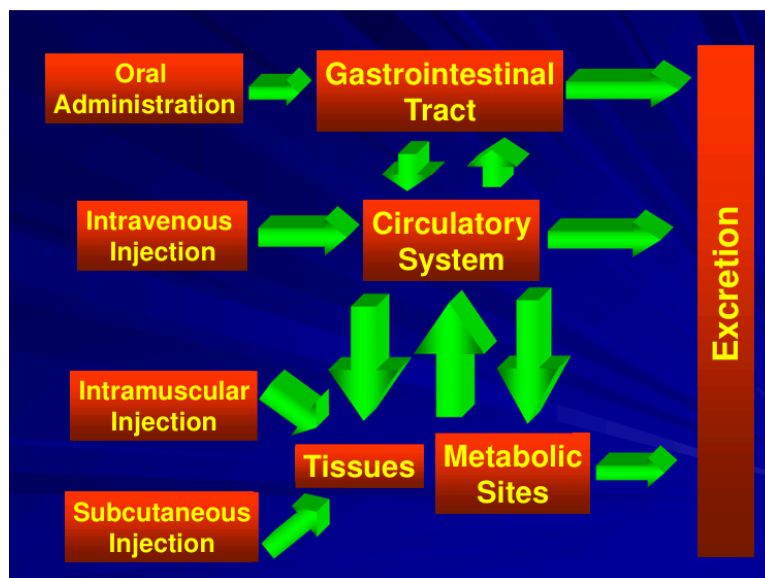 Oral
Administration
Gastrointestinal
Tract
Intravenous
Injection
Circulatory
System
Intramuscular
Injection
Tissues
Metabolic
Sites
Subcutaneous
Injection
Excretion